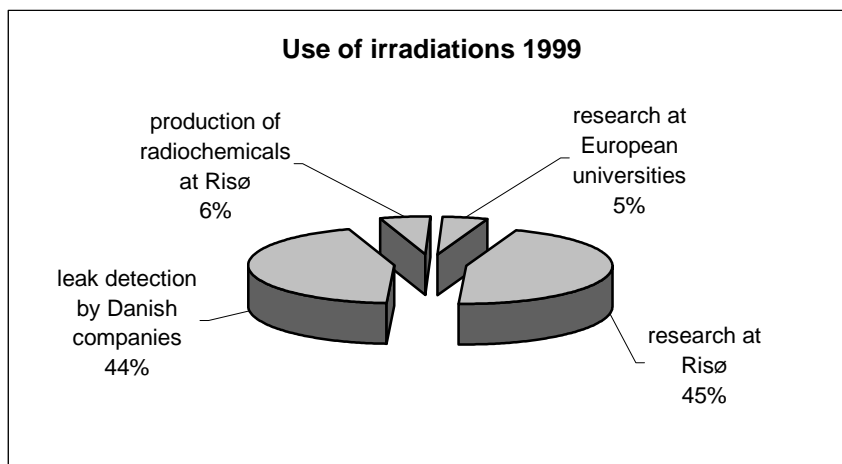 Use of irradiations 1999
production of
radiochemicals
at Risø
6%
research at
European
universities
5%
leak detection
by Danish
companies
44%
research at
Risø
45%